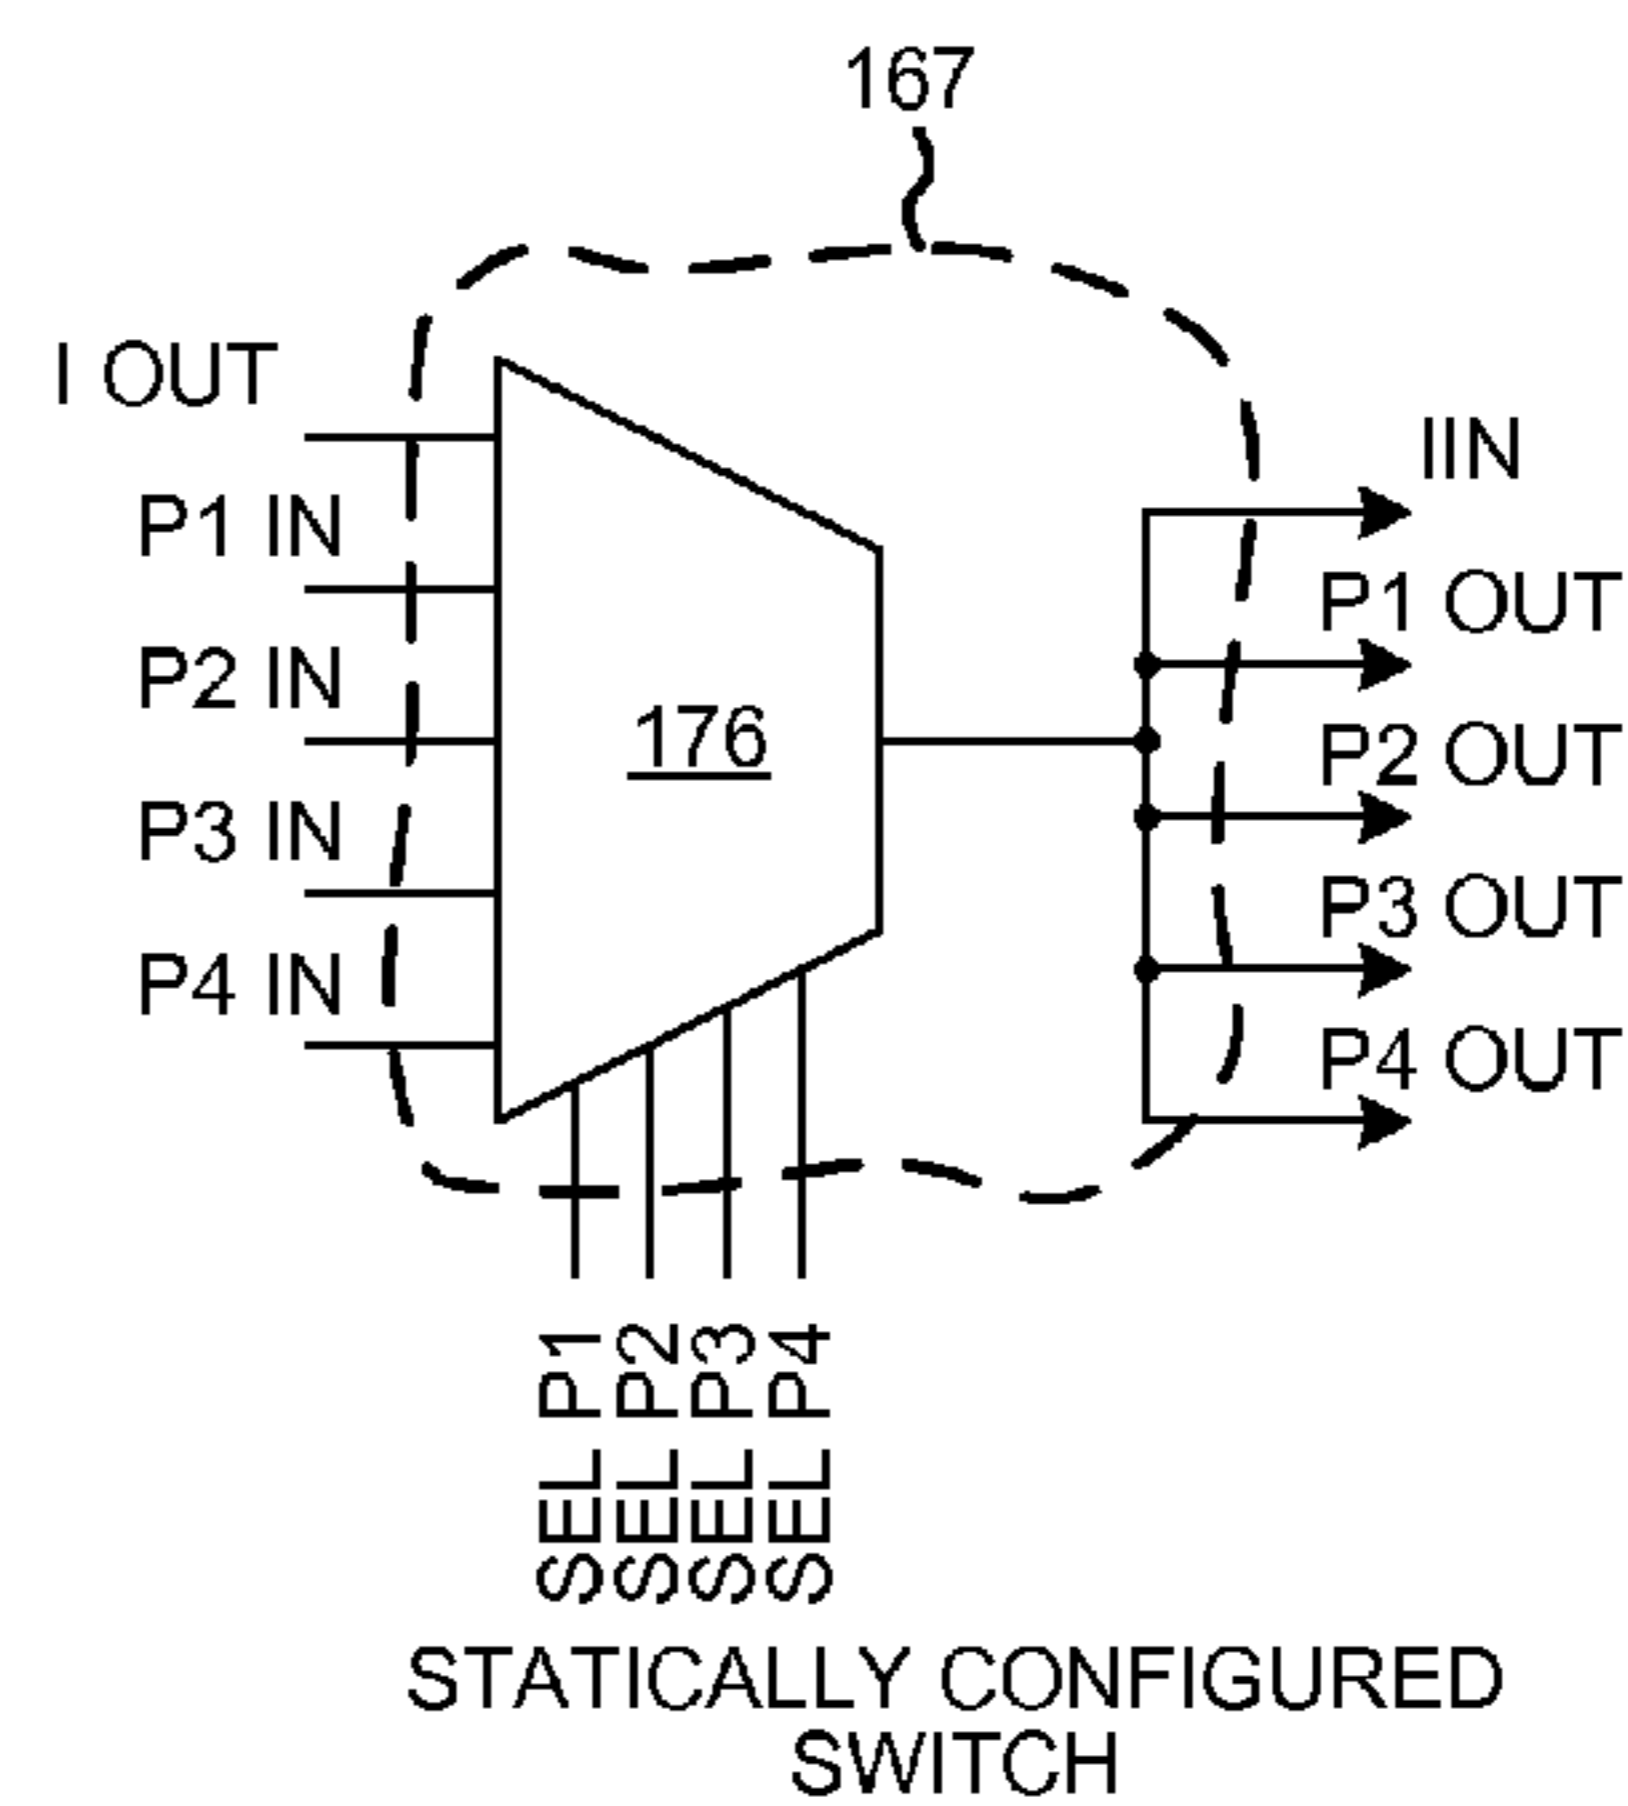 167
I OUT
P1 IN
P2 IN
P3 IN
P4 IN
176
IIN
P1 OUT
P2 OUT
P3 OUT
P4 OUT
SEL P1
SEL P2
SEL P3
SEL P4
STATICALLY CONFIGURED
SWITCH